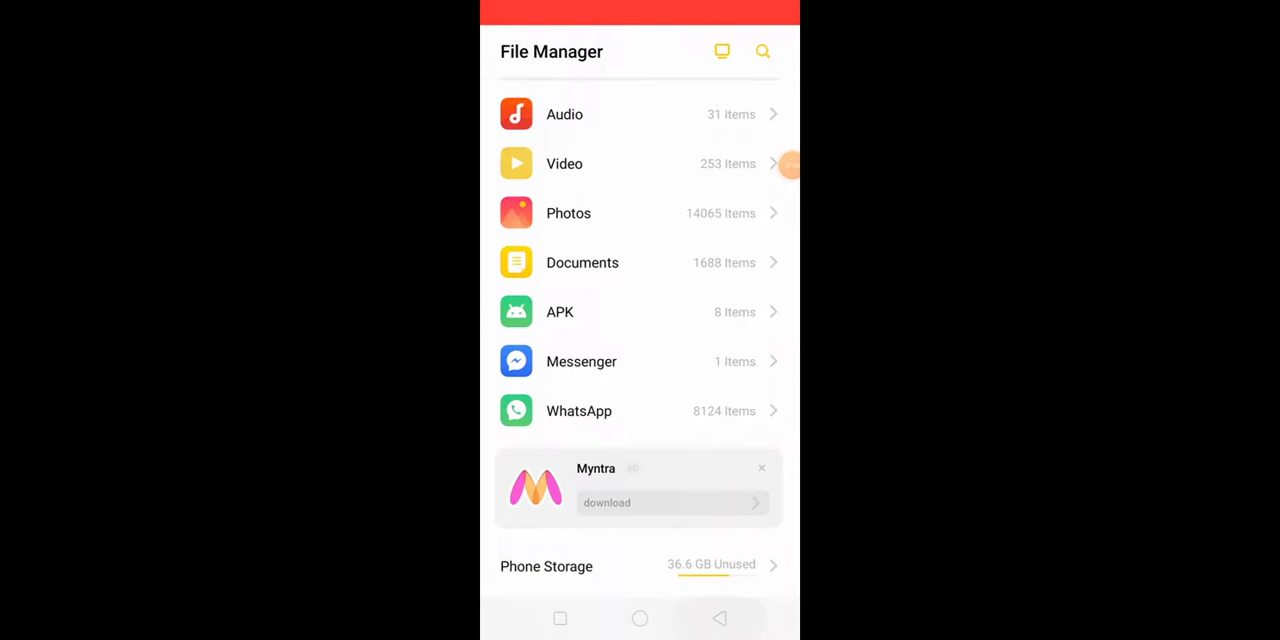 File Manager
Audio 31 Items
Video 253 Items
Photos 14065 Items
Documents 1688 Items
APK 8 Items
Messenger 1 Items
WhatsApp 8124 Items
Myntra AD
download
Phone Storage 36.6 GB Unused